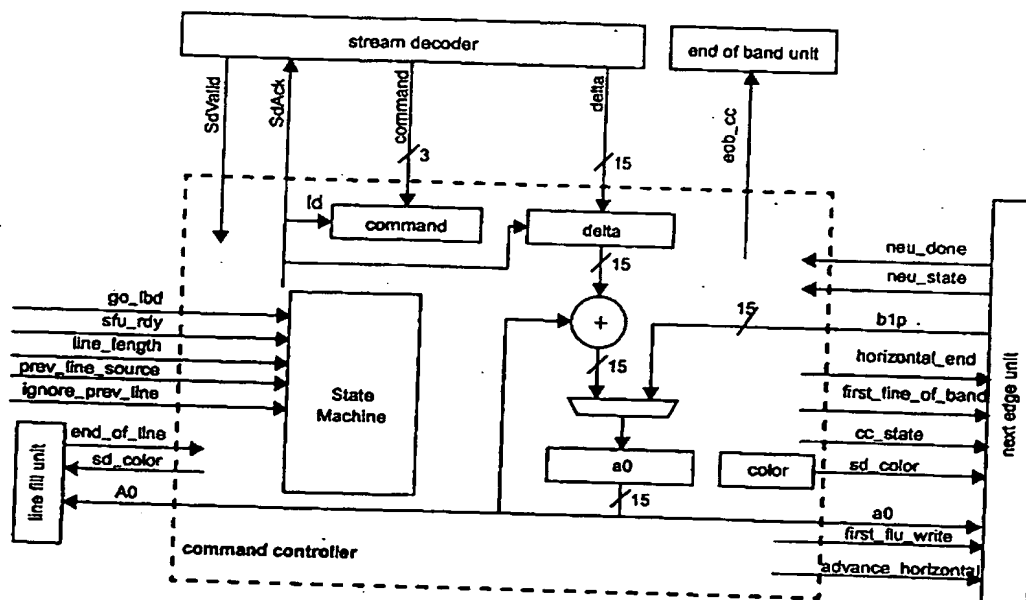 stream decoder
end of band unit
SdValid
SdAck
command
delta
eob_cc
3
15
ld
command
delta
neu_done
15
neu_state
go_lbd
15
b1p
sfu_rdy
+
line_length
horizontal_end
prev_line_source
15
first_line_of_band
ignore_prev_line
State
Machine
next edge unit
end_of_line
cc_state
line fill unit
sd_color
a0
color
sd_color
A0
15
a0
first_flu_write
command controller
advance_horizontal